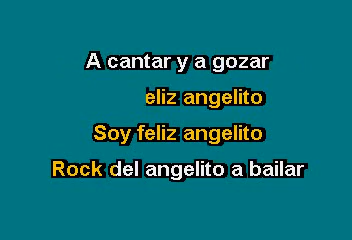 A cantar y a gozar
eliz angelito
Soy feliz angelito
Rock del angelito a bailar